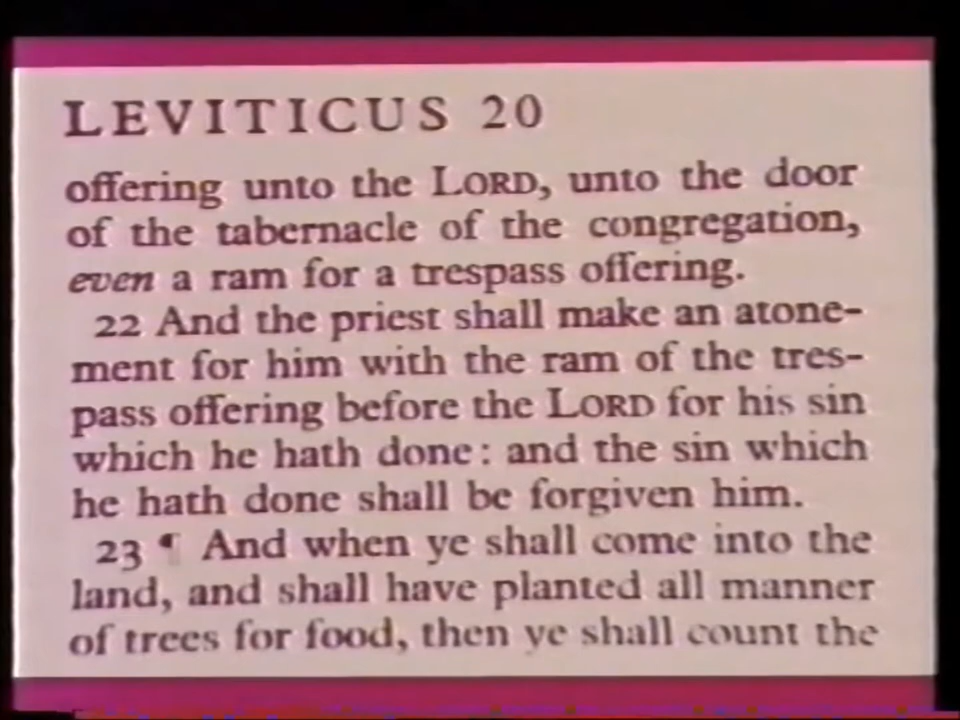 LEVITICUS 20
offering unto the LORD, unto the door
of the tabernacle of the congregation,
even a ram for a trespass offering.
22 And the priest shall make an atone-
ment for him with the ram of the tres-
pass offering before the LORD for his sin
which he hath done: and the sin which
he hath done shall be forgiven him.
23 ¶ And when ye shall come into the
land, and shall have planted all manner
of trees for food, then ye shall count the